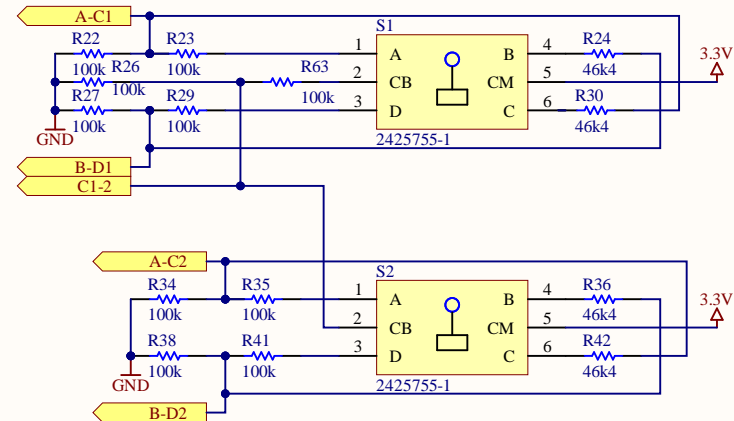 A-C1
S1
R22
R23
1
A
B
4
R24
3.3V
100k
R26
100k
R63
2
CB
CM
5
46k4
R27
100k
R29
100k
3
D
C
6
R30
100k
100k
46k4
GND
2425755-1
B-D1
C1-2
A-C2
S2
R34
R35
1
A
B
4
R36
3.3V
100k
100k
2
CB
CM
5
46k4
R38
R41
3
D
C
6
R42
100k
100k
46k4
GND
2425755-1
B-D2